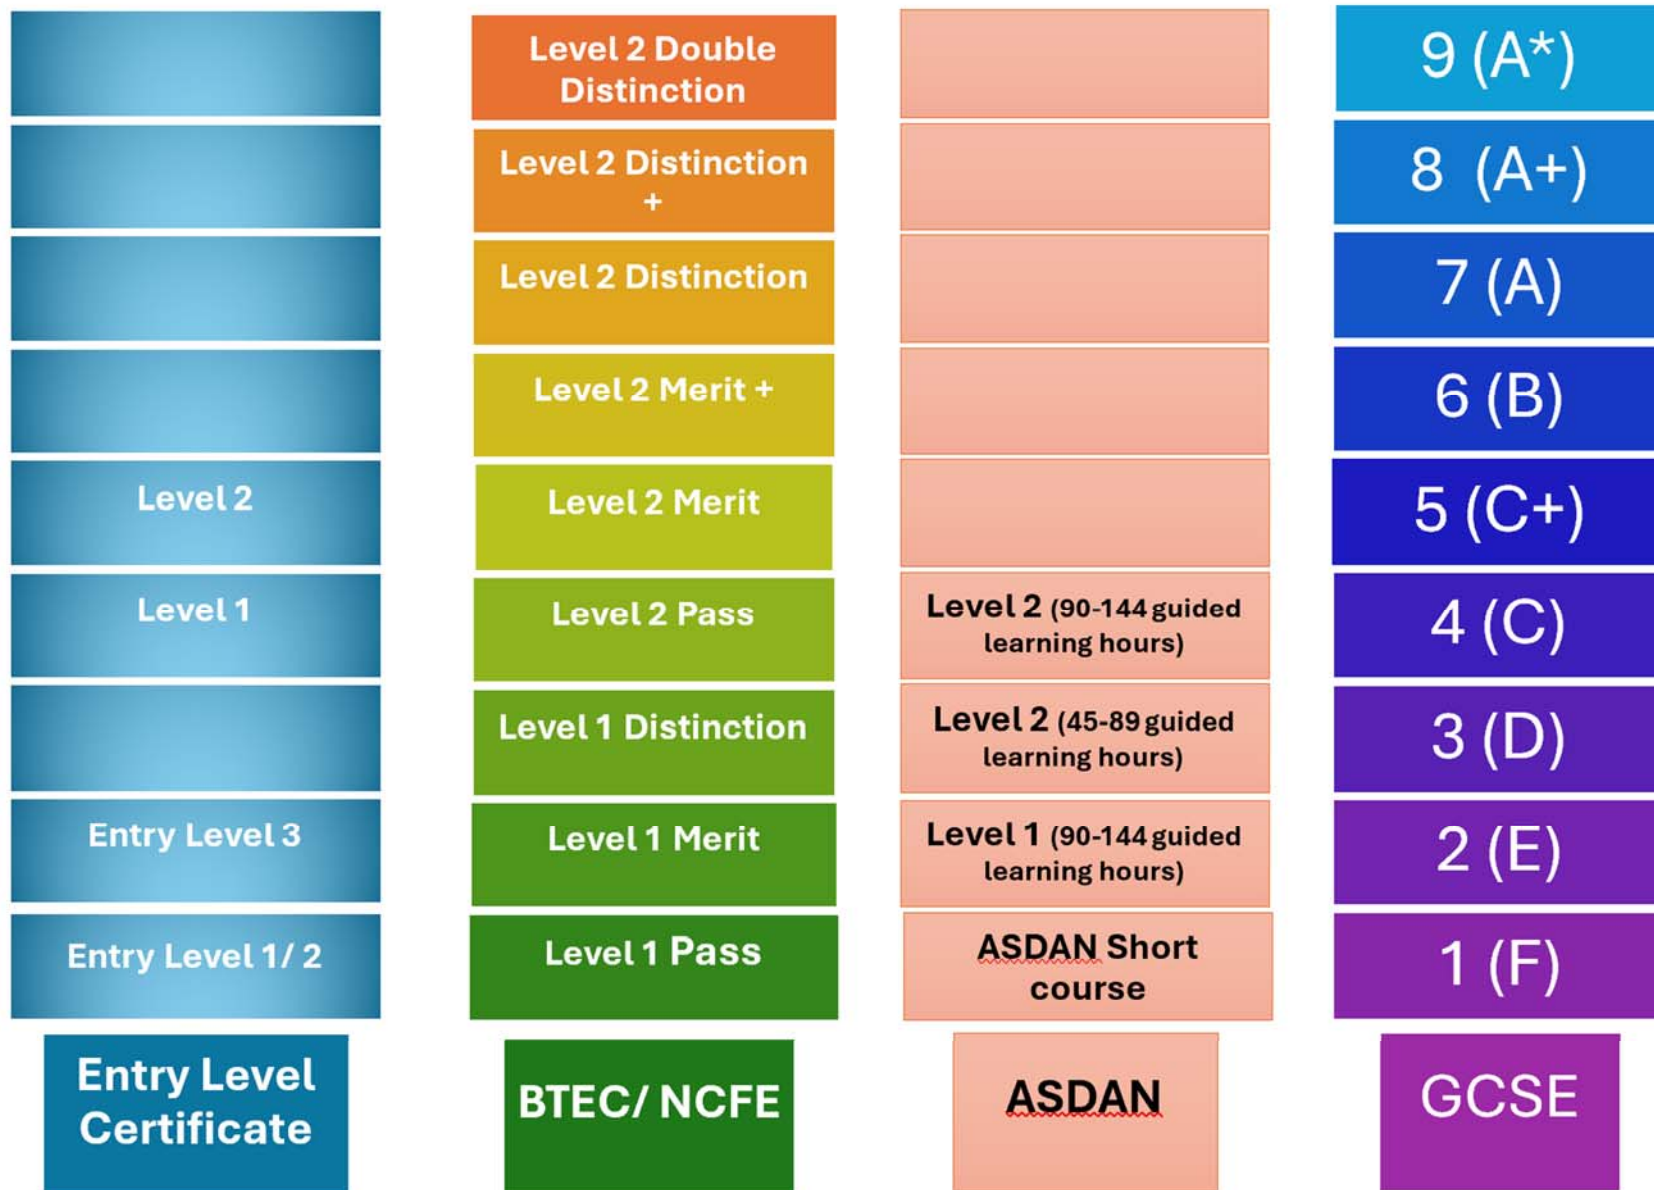 Level 2 Double
Distinction
9 (A*)
Level 2 Distinction
+
8 (A+)
Level 2 Distinction
7 (A)
Level 2 Merit +
6 (B)
Level 2
Level 2 Merit
5 (C+)
Level 1
Level 2 Pass
Level 2 (90-144 guided
learning hours)
4 (C)
Level 1 Distinction
Level 2 (45-89 guided
learning hours)
3 (D)
Entry Level 3
Level 1 Merit
Level 1 (90-144 guided
learning hours)
2 (E)
Entry Level 1/ 2
Level 1 Pass
ASDAN Short
course
1 (F)
Entry Level
Certificate
BTEC/ NCFE
ASDAN
GCSE